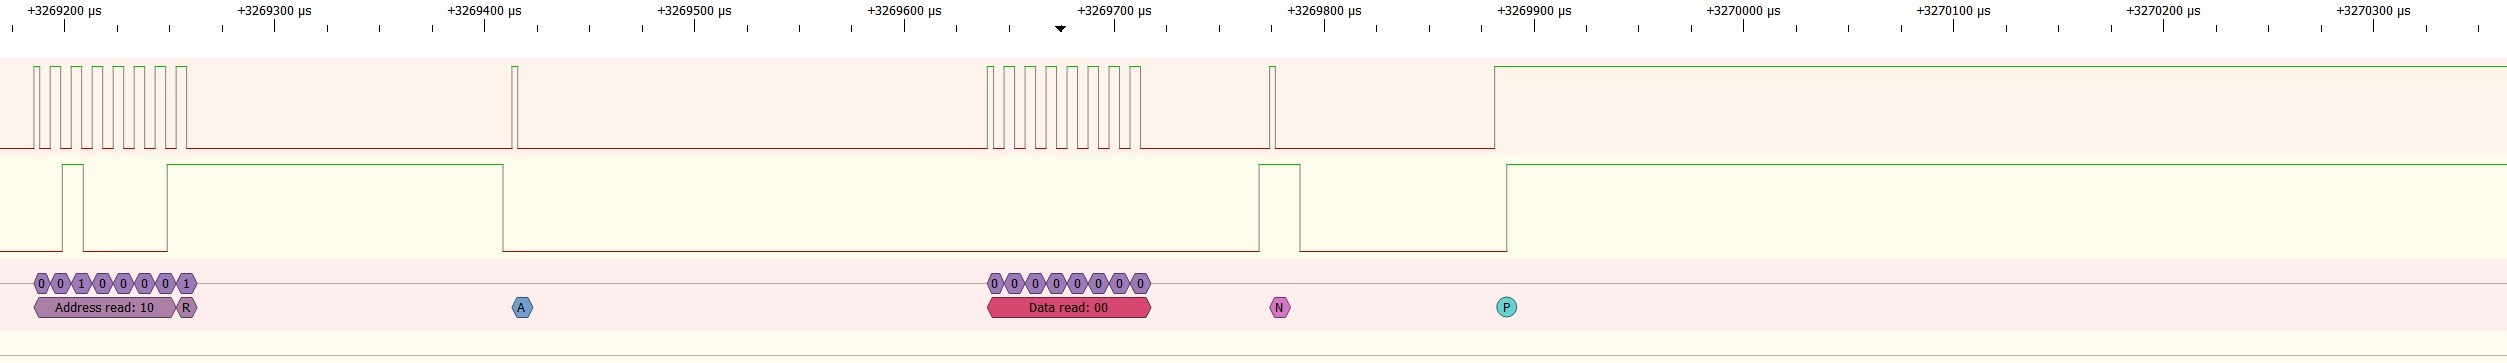 +3269200 µs +3269300 µs +3269400 µs +3269500 µs +3269600 µs +3269700 µs +3269800 µs +3269900 µs +3270000 µs +3270100 µs +3270200 µs +3270300 µs
0 0 1 0 0 0 0 1 0 0 0 0 0 0 0 0
Address read: 10 R A Data read: 00 N P